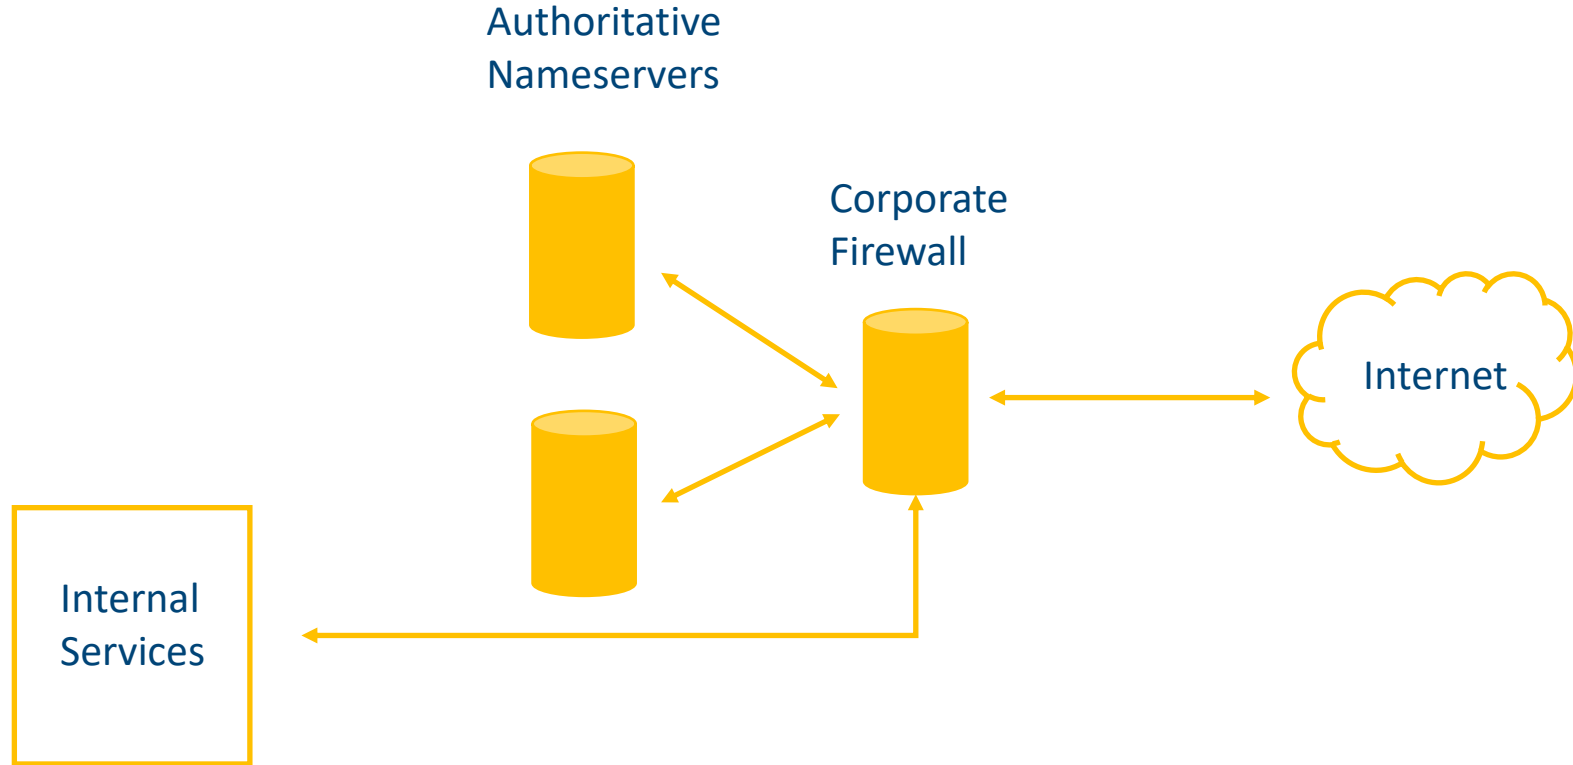 Authoritative
Nameservers
Corporate
Firewall
Internet
Internal
Services